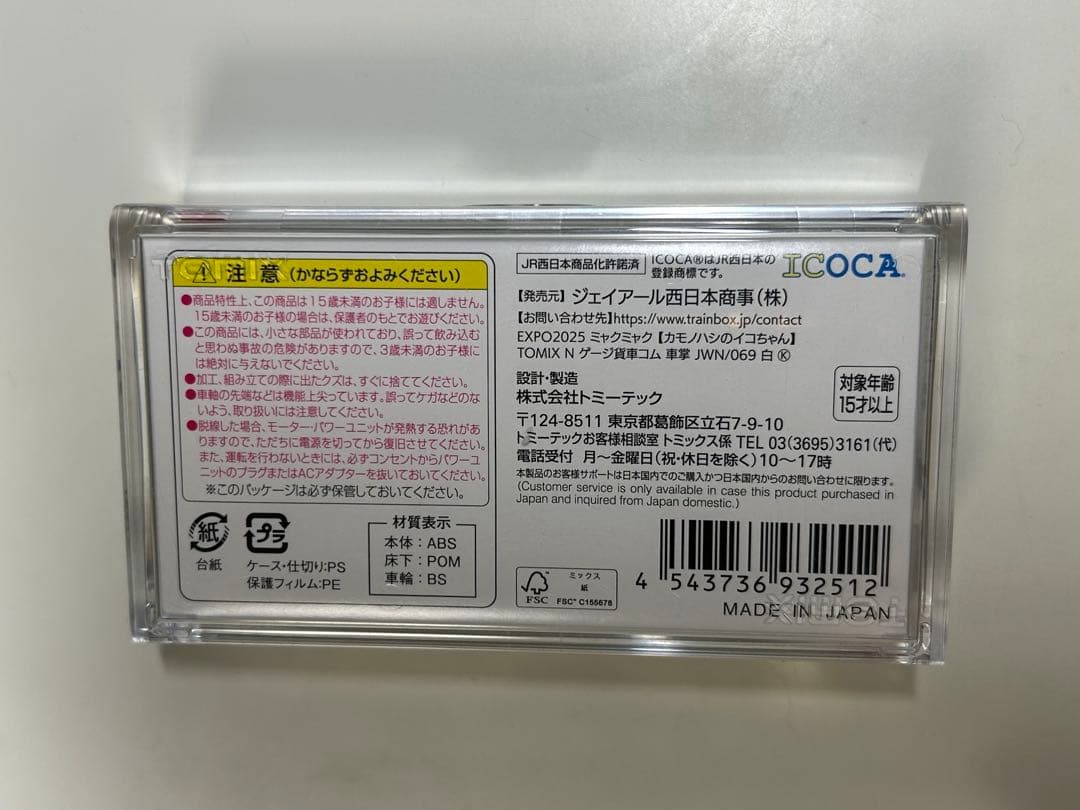 TOMIX
⚠ 注意(かならずおよみください)
●商品特性上、この商品は15歳未満のお子様には適しません。
15歳未満のお子様の場合は、保護者のもとでお遊びください。
●この商品には、小さな部品が使われており、誤って飲み込む
と思わぬ事故の危険がありますので、3歳未満のお子様に
は絶対に与えないでください。
●加工、組み立ての際に出たクズは、すぐに捨ててください。
●車軸の先端などは機能上尖っています。誤ってケガなどのな
いよう、取り扱いには注意してください。
●脱線した場合、モーター・パワーユニットが発熱する恐れがあ
りますので、ただちに電源を切ってから復旧させてください。
また、運転を行わないときには、必ずコンセントからパワーユ
ニットのプラグまたはACアダプターを抜いておいてください。
※このパッケージは必ず保管しておいてください。
紙
台紙
プラ
ケース・仕切り:PS
保護フィルム:PE
材質表示
本体:ABS
床下:POM
車輪:BS
JR西日本商品化許諾済
ICOCA®はJR西日本の
登録商標です。
ICOCA
【発売元】ジェイアール西日本商事(株)
【お問い合わせ先】https://www.trainbox.jp/contact
EXPO2025 ミャクミャク【カモノハシのイコちゃん】
TOMIX N ゲージ貨車コム 車掌 JWN/069 白 Ⓚ
設計・製造
株式会社トミーテック
〒124-8511 東京都葛飾区立石7-9-10
トミーテックお客様相談室 トミックス係 TEL 03(3695)3161(代)
電話受付 月～金曜日(祝・休日を除く)10～17時
本製品のお客様サポートは日本国内でのご購入かつ日本国内からのお問い合わせに限ります。
(Customer service is only available in case this product purchased in
Japan and inquired from Japan domestic.)
対象年齢
15才以上
FSC
ミックス
紙
FSC™ C155678
4 543736 932512
MADE IN JAPAN
TOMIX